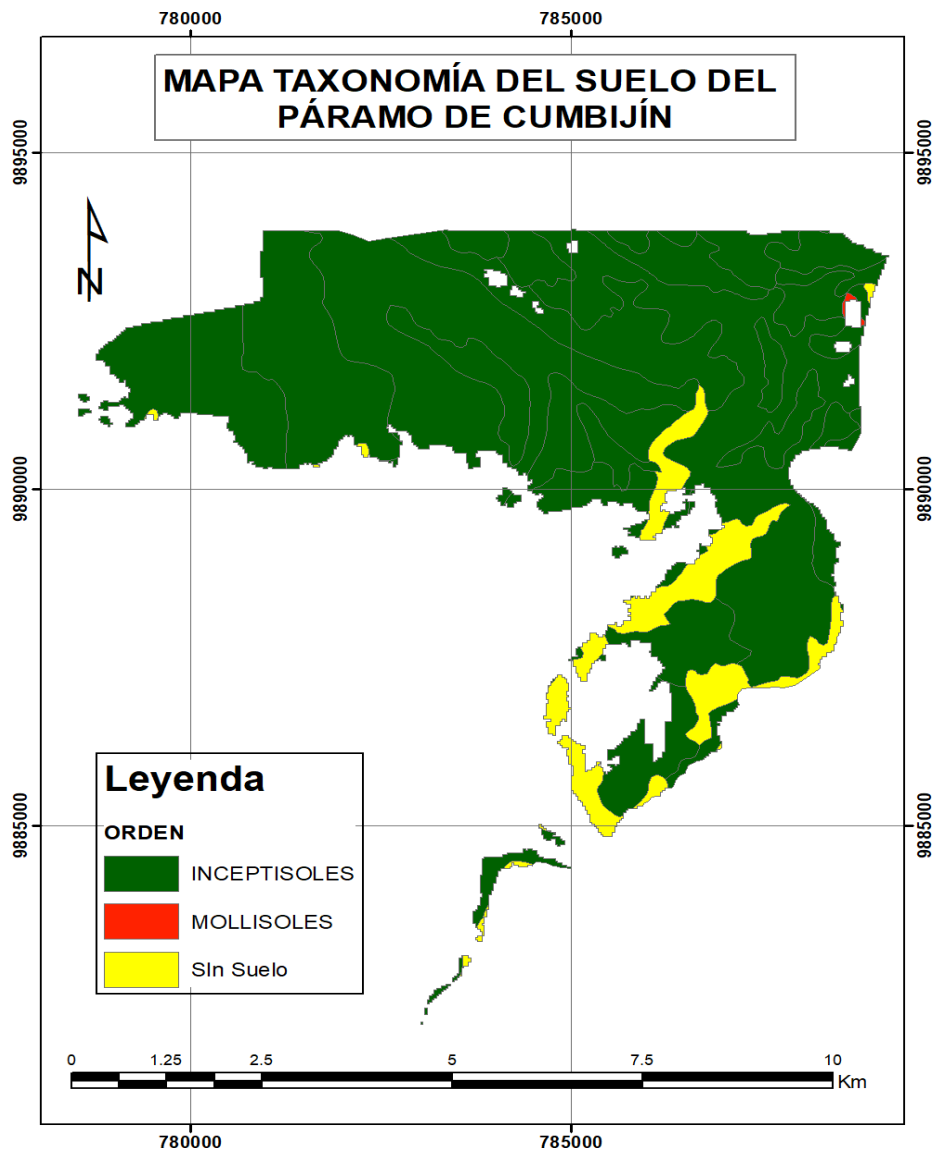 780000
785000
MAPA TAXONOMÍA DEL SUELO DEL
PÁRAMO DE CUMBIJÍN
9895000
9895000
N
9890000
9890000
Leyenda
ORDEN
INCEPTISOLES
MOLLISOLES
SIn Suelo
9885000
9885000
0 1.25 2.5 5 7.5 10
Km
780000
785000